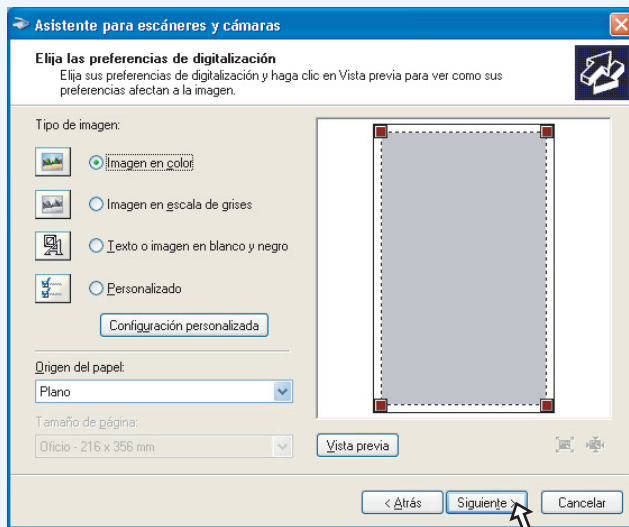 Asistente para escáneres y cámaras
Elija las preferencias de digitalización
Elija sus preferencias de digitalización y haga clic en Vista previa para ver como sus
preferencias afectan a la imagen.
Tipo de imagen:
Imagen en color
Imagen en escala de grises
Texto o imagen en blanco y negro
Personalizado
Configuración personalizada
Origen del papel:
Plano
Tamaño de página:
Oficio - 216 x 356 mm
Vista previa
< Atrás
Siguiente >
Cancelar